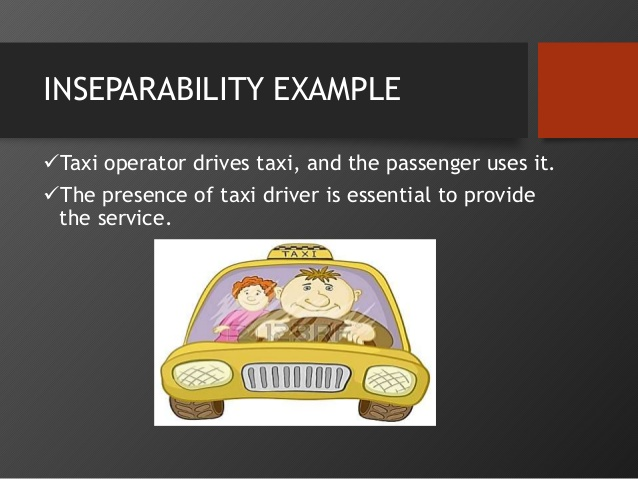 INSEPARABILITY EXAMPLE
✓Taxi operator drives taxi, and the passenger uses it.
✓The presence of taxi driver is essential to provide
the service.
TAXI
123RF